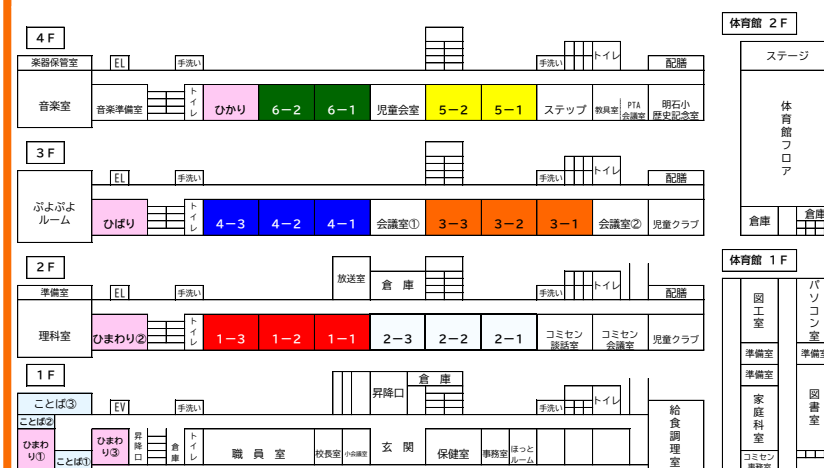 4F
楽器保管室 EL 手洗い 手洗い トイレ 配膳
音楽室 音楽準備室 トイレ ひかり 6－2 6－1 児童会室 5－2 5－1 ステップ 教具室 PTA会議室 明石小歴史記念室
3F
EL 手洗い 手洗い トイレ 配膳
ぷよぷよルーム ひばり トイレ 4－3 4－2 4－1 会議室① 3－3 3－2 3－1 会議室② 児童クラブ
2F
準備室 EL 手洗い 放送室 倉庫 手洗い トイレ 配膳
理科室 ひまわり② トイレ 1－3 1－2 1－1 2－3 2－2 2－1 コミセン談話室 コミセン会議室 児童クラブ
1F
ことば③ EV 手洗い 昇降口 倉庫 手洗い トイレ 給食調理室
ことば②
ひまわり① ことば① ひまわり③ 昇降口 倉庫 トイレ 職員室 校長室 小会議室 玄関 保健室 事務室 ほっとルーム
体育館 2F
ステージ
体育館フロア
倉庫 倉庫
体育館 1F
図工室 パソコン室
準備室 準備室
準備室
家庭科室 図書室
コミセン事務室